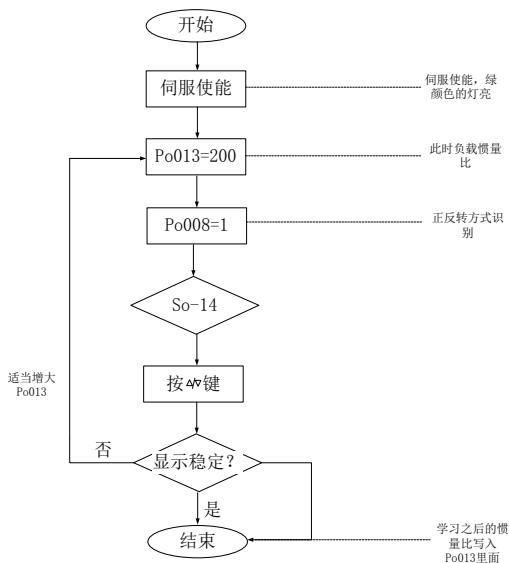 开始
伺服使能
伺服使能，绿
颜色的灯亮
Po013=200
此时负载惯量
比
Po008=1
正反转方式识
别
So-14
适当增大
Po013
按△/▽键
否
显示稳定？
是
结束
学习之后的惯
量比写入
Po013里面